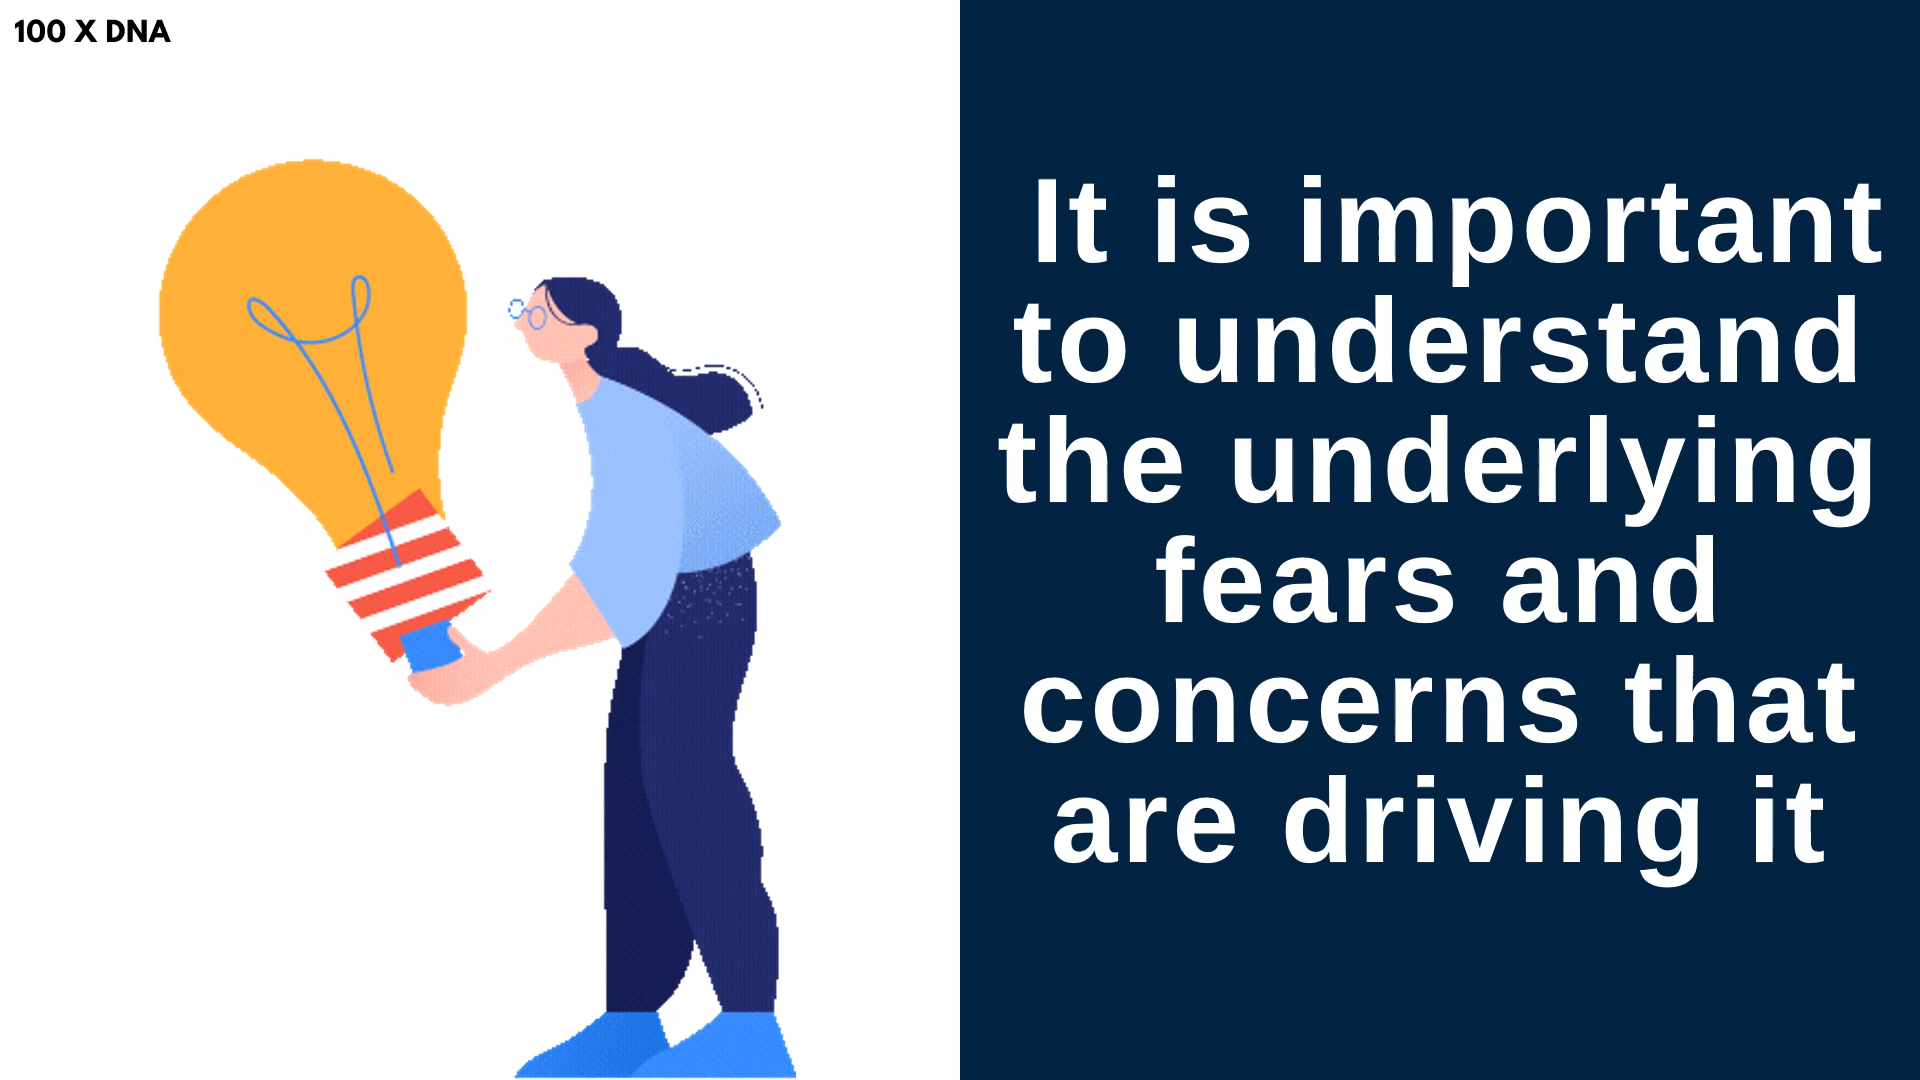 100 X DNA
It is important
to understand
the underlying
fears and
concerns that
are driving it